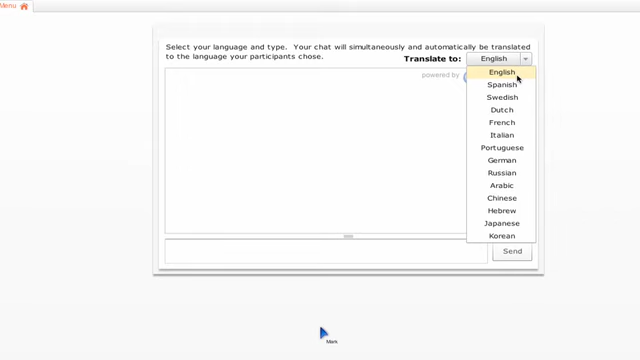 Menu
Select your language and type. Your chat will simultaneously and automatically be translated
to the language your participants chose.
Translate to: English
powered by
English
Spanish
Swedish
Dutch
French
Italian
Portuguese
German
Russian
Arabic
Chinese
Hebrew
Japanese
Korean
Send
Mark